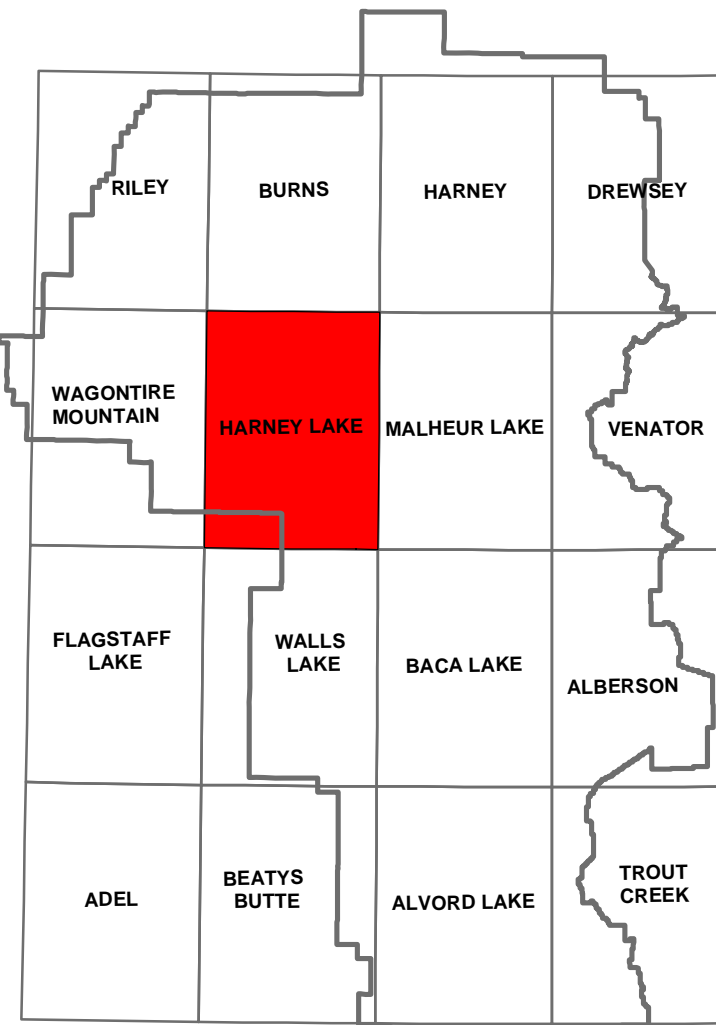 RILEY
BURNS
HARNEY
DREWSEY
WAGONTIRE
MOUNTAIN
HARNEY LAKE
MALHEUR LAKE
VENATOR
FLAGSTAFF
LAKE
WALLS
LAKE
BACA LAKE
ALBERSON
ADEL
BEATYS
BUTTE
ALVORD LAKE
TROUT
CREEK